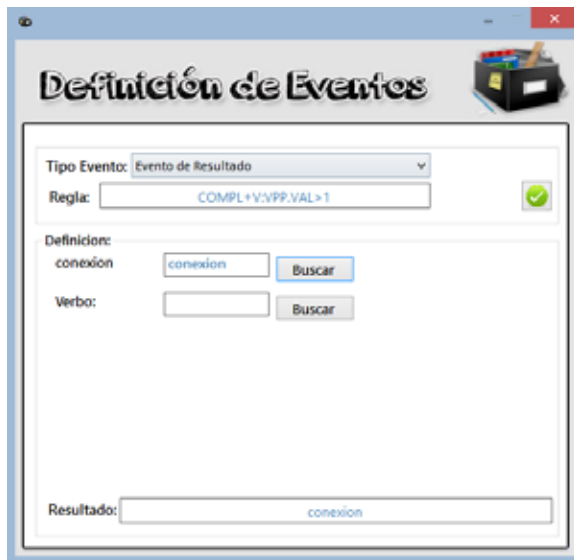 Definición de Eventos
Tipo Evento: Evento de Resultado
Regla: COMPL+V:VPP.VAL>1
Definicion:
conexion conexion Buscar
Verbo: Buscar
Resultado: conexion